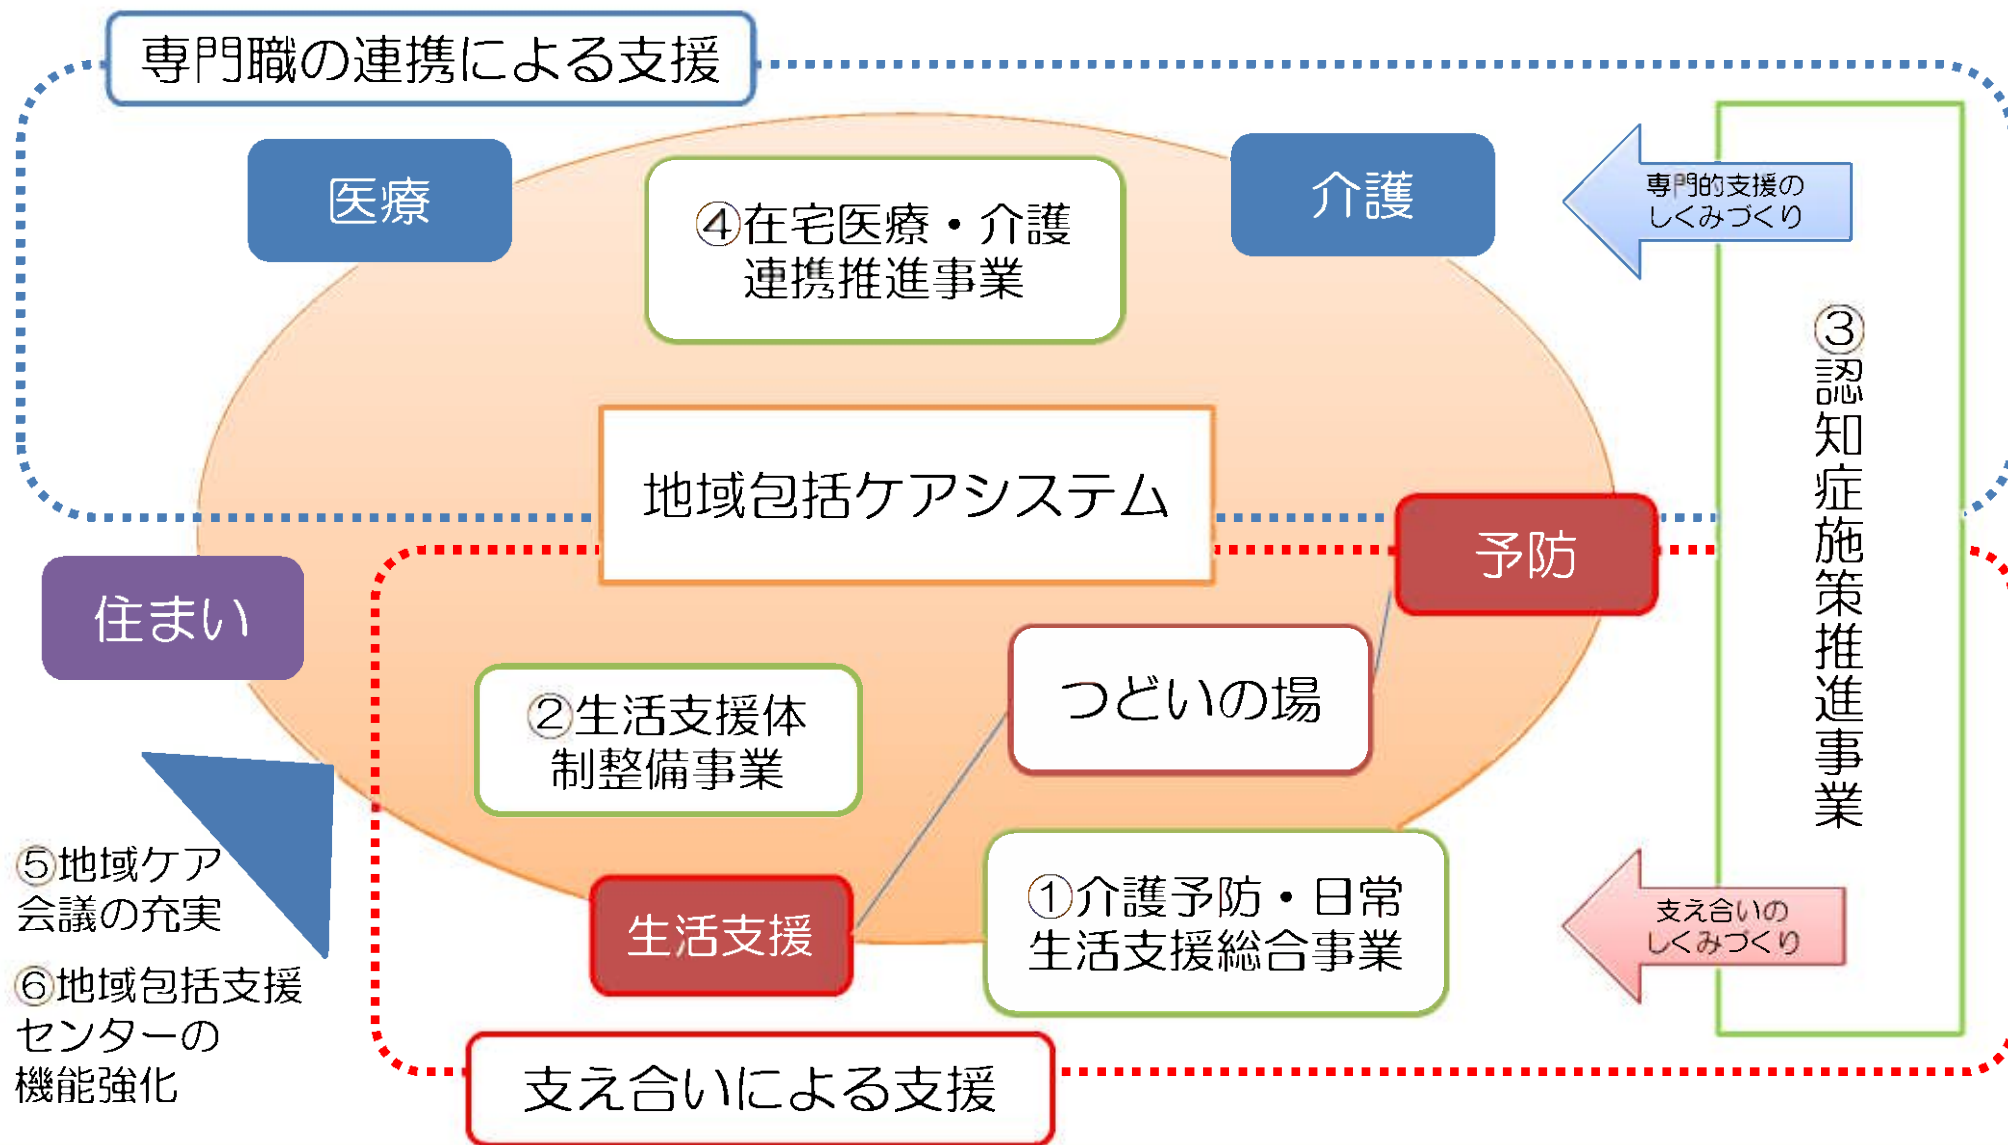 専門職の連携による支援
医療
④在宅医療・介護
連携推進事業
介護
専門的支援の
しくみづくり
③認知症施策推進事業
地域包括ケアシステム
予防
住まい
つどいの場
②生活支援体
制整備事業
⑤地域ケア
会議の充実
生活支援
①介護予防・日常
生活支援総合事業
支え合いの
しくみづくり
⑥地域包括支援
センターの
機能強化
支え合いによる支援